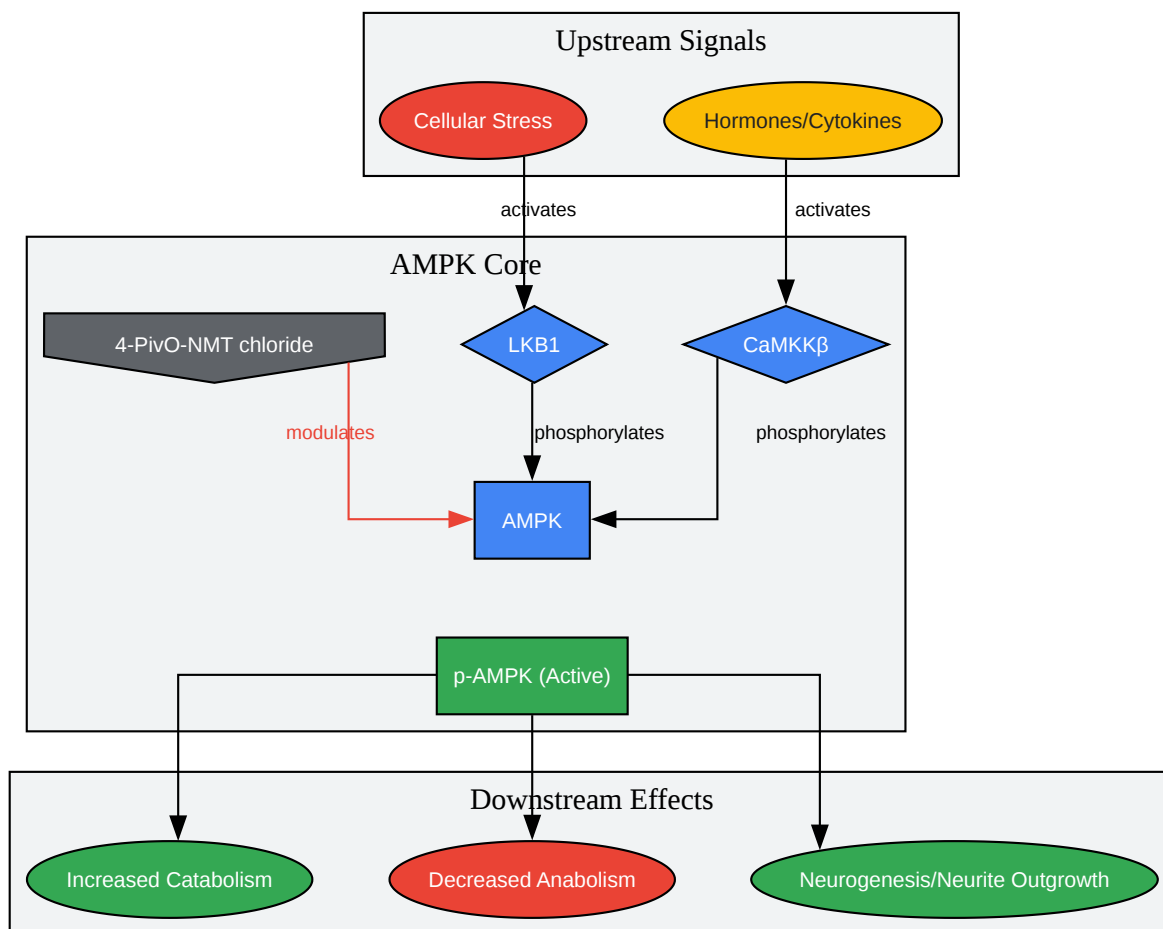 Upstream Signals
Cellular Stress
Hormones/Cytokines
activates
activates
AMPK Core
4-PivO-NMT chloride
LKB1
CaMKKβ
modulates
phosphorylates
phosphorylates
AMPK
p-AMPK (Active)
Downstream Effects
Increased Catabolism
Decreased Anabolism
Neurogenesis/Neurite Outgrowth